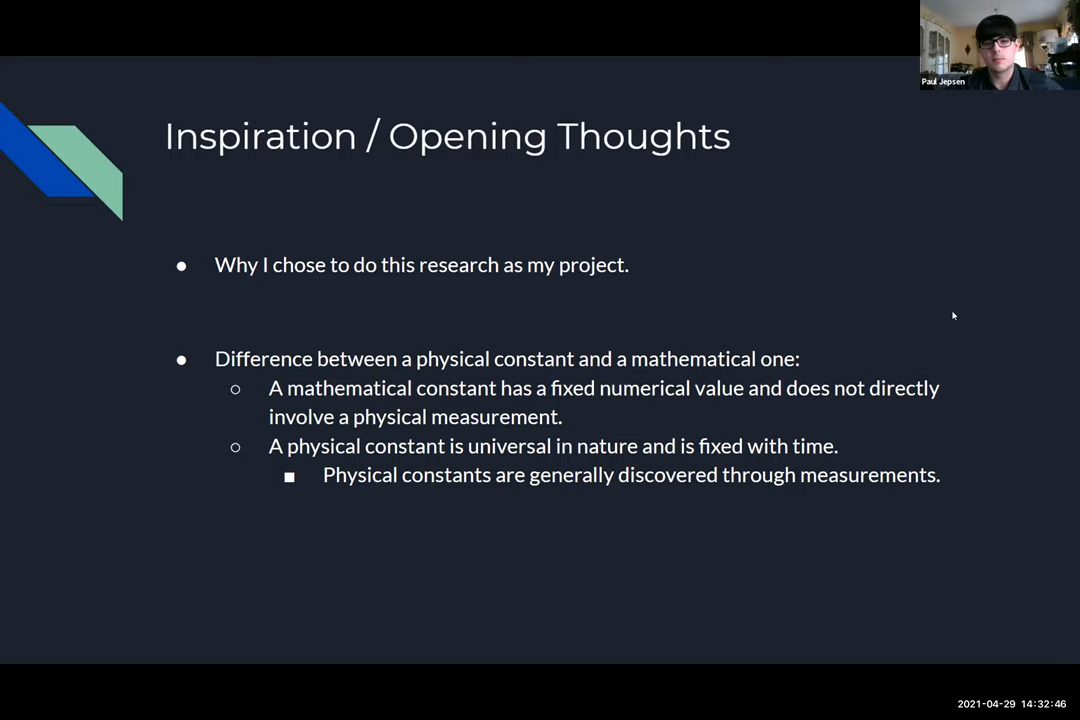 Paul Jepsen
Inspiration / Opening Thoughts
● Why I chose to do this research as my project.
● Difference between a physical constant and a mathematical one:
○ A mathematical constant has a fixed numerical value and does not directly
involve a physical measurement.
○ A physical constant is universal in nature and is fixed with time.
■ Physical constants are generally discovered through measurements.
2021-04-29 14:32:46